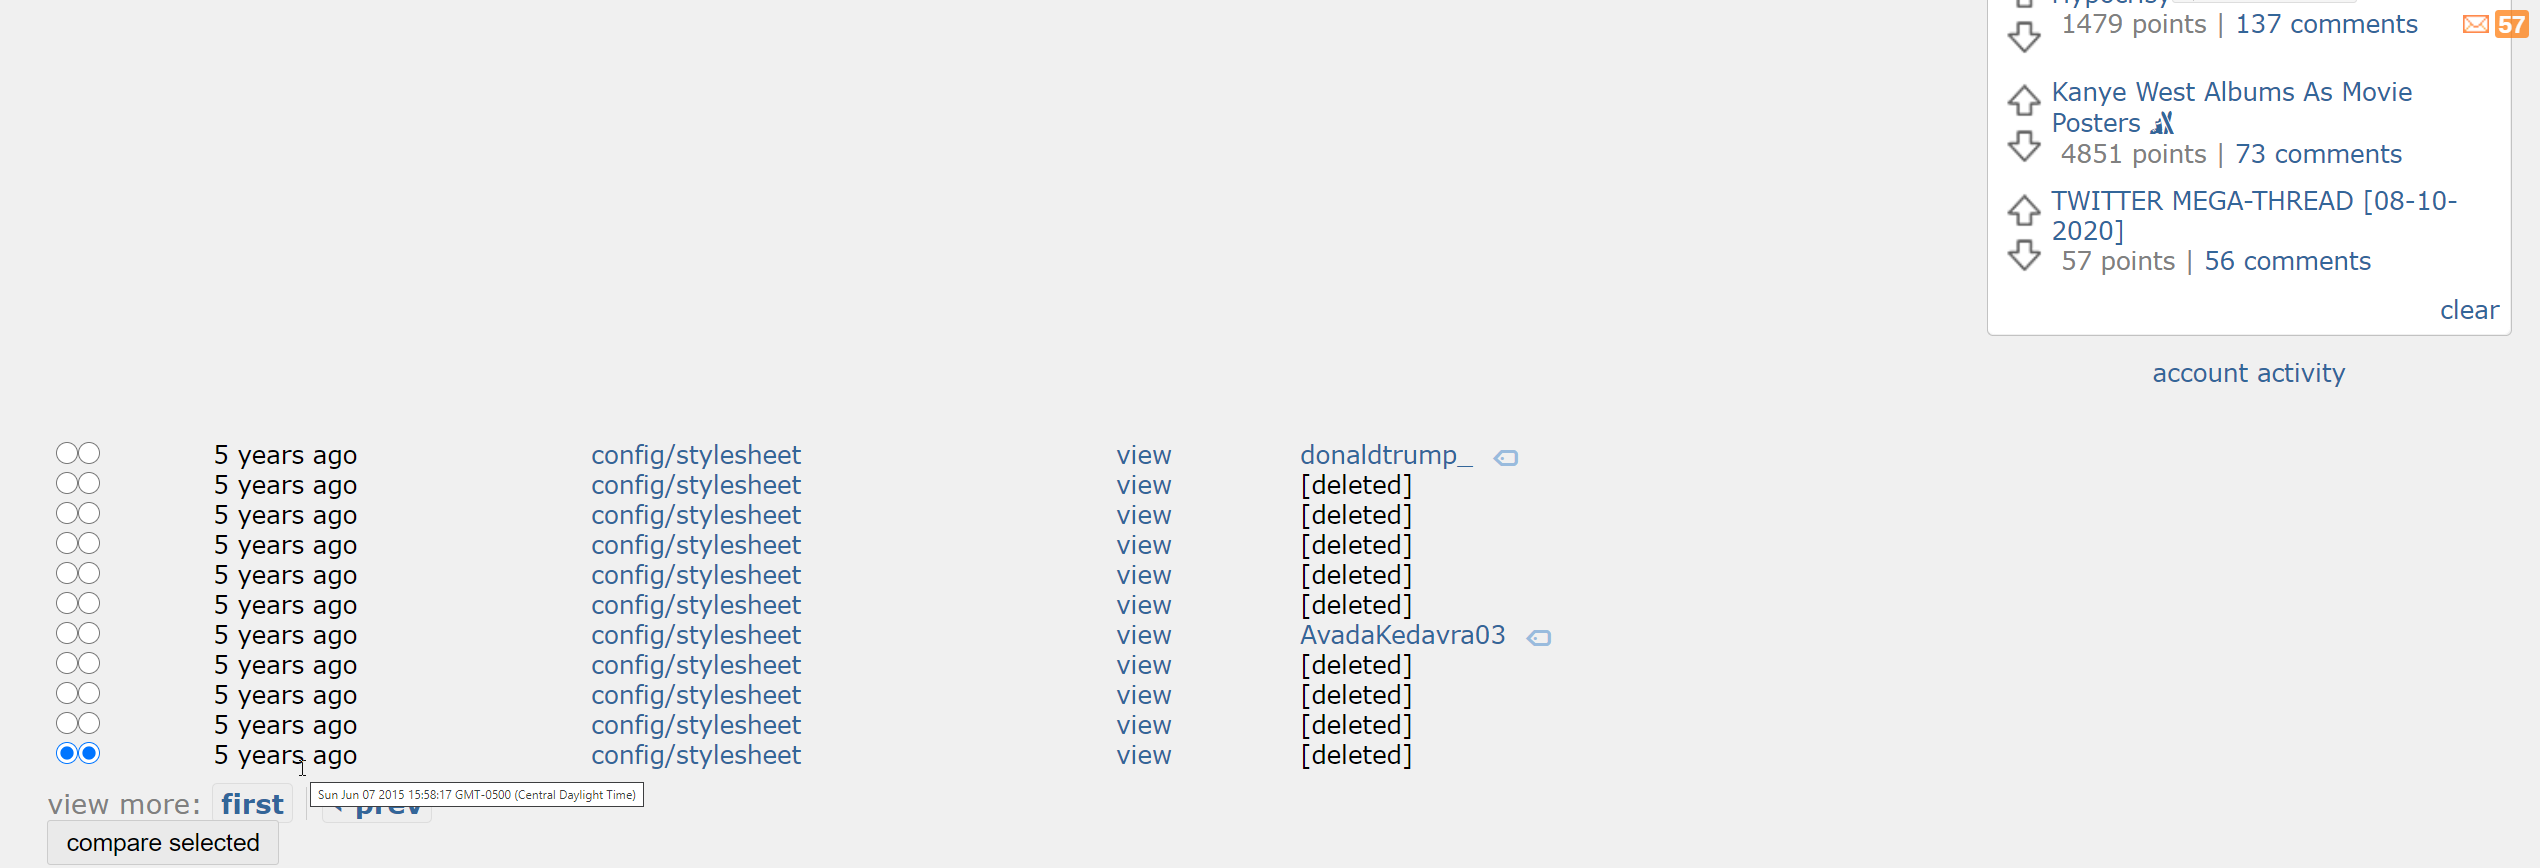 1479 points | 137 comments
57
Kanye West Albums As Movie
Posters
4851 points | 73 comments
TWITTER MEGA-THREAD [08-10-
2020]
57 points | 56 comments
clear
account activity
5 years ago config/stylesheet view donaldtrump_
5 years ago config/stylesheet view [deleted]
5 years ago config/stylesheet view [deleted]
5 years ago config/stylesheet view [deleted]
5 years ago config/stylesheet view [deleted]
5 years ago config/stylesheet view [deleted]
5 years ago config/stylesheet view AvadaKedavra03
5 years ago config/stylesheet view [deleted]
5 years ago config/stylesheet view [deleted]
5 years ago config/stylesheet view [deleted]
5 years ago config/stylesheet view [deleted]
Sun Jun 07 2015 15:58:17 GMT-0500 (Central Daylight Time)
view more: first | ‹ prev
compare selected